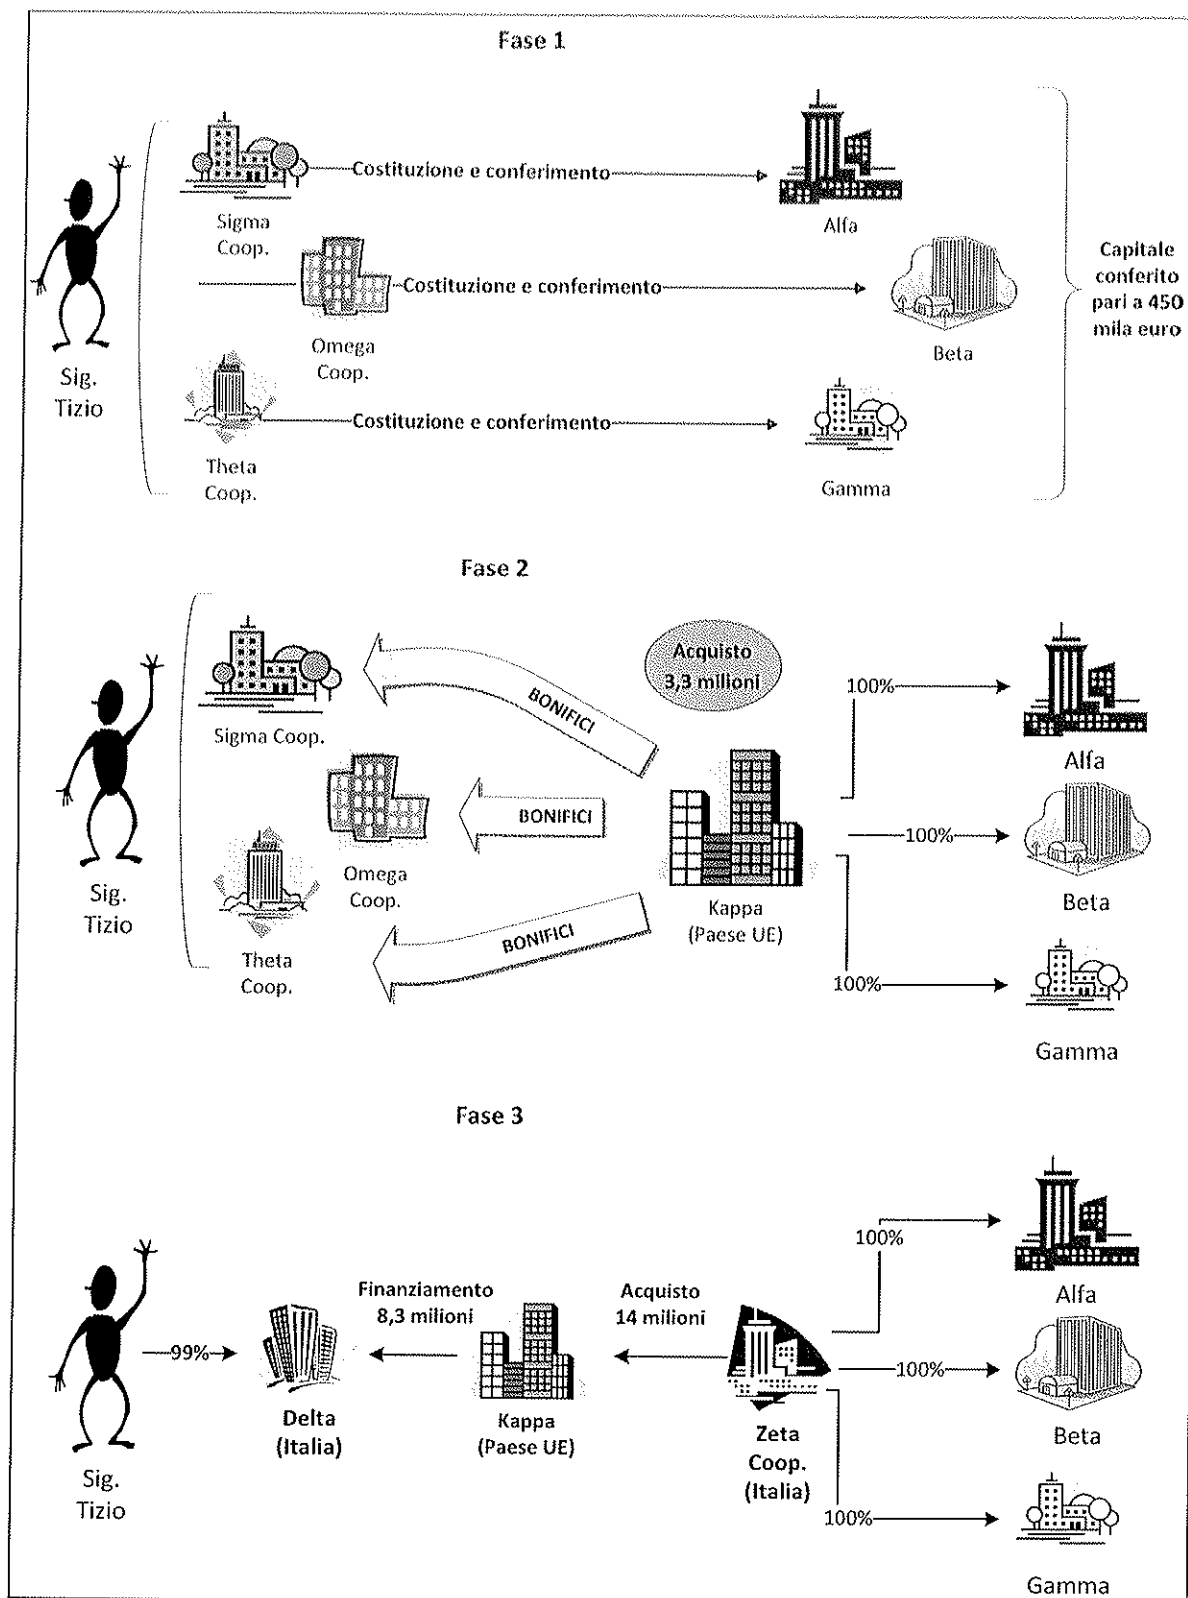 Fase 1
Sigma
Coop.
Costituzione e conferimento
Alfa
Omega
Coop.
Costituzione e conferimento
Beta
Sig.
Tizio
Theta
Coop.
Costituzione e conferimento
Gamma
Capitale
conferito
pari a 450
mila euro
Fase 2
Sigma Coop.
BONIFICI
Acquisto
3,3 milioni
100%
Alfa
Omega
Coop.
BONIFICI
Kappa
(Paese UE)
100%
Beta
Sig.
Tizio
Theta
Coop.
BONIFICI
100%
Gamma
Fase 3
Sig.
Tizio
99%
Delta
(Italia)
Finanziamento
8,3 milioni
Kappa
(Paese UE)
Acquisto
14 milioni
Zeta
Coop.
(Italia)
100%
Alfa
100%
Beta
100%
Gamma